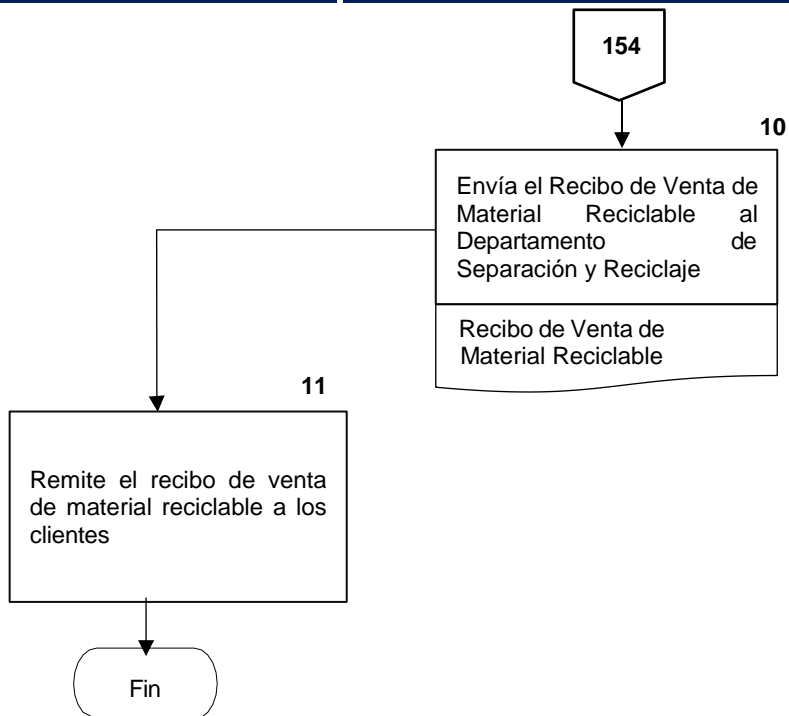 154
10
Envía el Recibo de Venta de
Material Reciclable al
Departamento de
Separación y Reciclaje
Recibo de Venta de
Material Reciclable
11
Remite el recibo de venta
de material reciclable a los
clientes
Fin